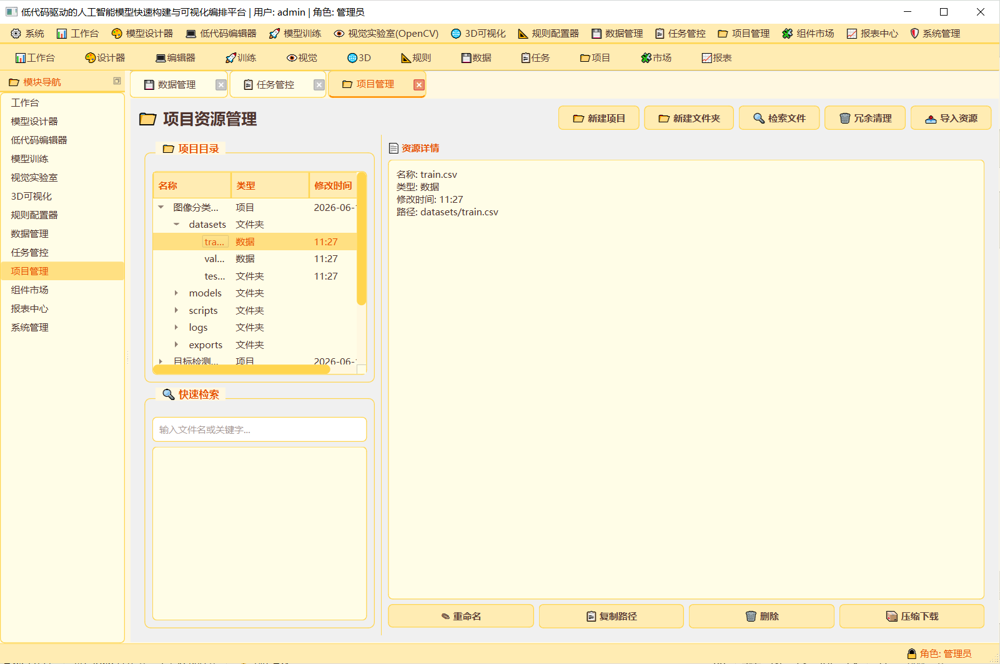 低代码驱动的人工智能模型快速构建与可视化编排平台 | 用户: admin | 角色: 管理员
系统 工作台 模型设计器 低代码编辑器 模型训练 视觉实验室(OpenCV) 3D可视化 规则配置器 数据管理 任务管控 项目管理 组件市场 报表中心 系统管理
工作台 设计器 编辑器 训练 视觉 3D 规则 数据 任务 项目 市场 报表
模块导航
工作台
模型设计器
低代码编辑器
模型训练
视觉实验室
3D可视化
规则配置器
数据管理
任务管控
项目管理
组件市场
报表中心
系统管理
数据管理 任务管控 项目管理
项目资源管理
新建项目 新建文件夹 检索文件 冗余清理 导入资源
项目目录
名称 类型 修改时间
图像分类... 项目 2026-06-
datasets 文件夹
tra... 数据 11:27
val... 数据 11:27
tes... 文件夹 11:27
models 文件夹
scripts 文件夹
logs 文件夹
exports 文件夹
目标检测... 项目 2026-06-
快速检索
输入文件名或关键字...
资源详情
名称: train.csv
类型: 数据
修改时间: 11:27
路径: datasets/train.csv
重命名 复制路径 删除 压缩下载
角色: 管理员